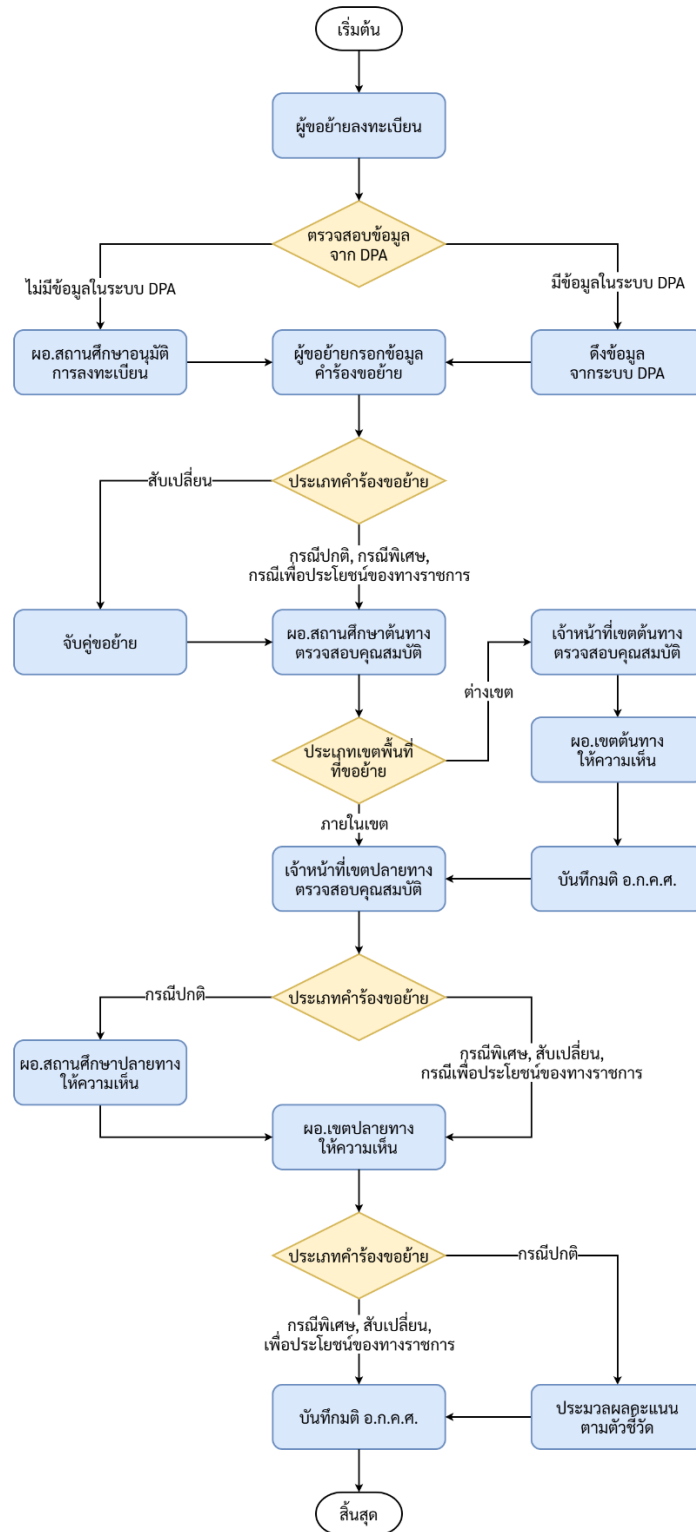 เริ่มต้น
ผู้ขอย้ายลงทะเบียน
ตรวจสอบข้อมูล
จาก DPA
ไม่มีข้อมูลในระบบ DPA
มีข้อมูลในระบบ DPA
ผอ.สถานศึกษาอนุมัติ
การลงทะเบียน
ผู้ขอย้ายกรอกข้อมูล
คำร้องขอย้าย
ดึงข้อมูล
จากระบบ DPA
สับเปลี่ยน
ประเภทคำร้องขอย้าย
กรณีปกติ, กรณีพิเศษ,
กรณีเพื่อประโยชน์ของทางราชการ
จับคู่ขอย้าย
ผอ.สถานศึกษาต้นทาง
ตรวจสอบคุณสมบัติ
เจ้าหน้าที่เขตต้นทาง
ตรวจสอบคุณสมบัติ
ต่างเขต
ประเภทเขตพื้นที่
ที่ขอย้าย
ผอ.เขตต้นทาง
ให้ความเห็น
ภายในเขต
เจ้าหน้าที่เขตปลายทาง
ตรวจสอบคุณสมบัติ
บันทึกมติ อ.ก.ค.ศ.
กรณีปกติ
ประเภทคำร้องขอย้าย
กรณีพิเศษ, สับเปลี่ยน,
กรณีเพื่อประโยชน์ของทางราชการ
ผอ.สถานศึกษาปลายทาง
ให้ความเห็น
ผอ.เขตปลายทาง
ให้ความเห็น
ประเภทคำร้องขอย้าย
กรณีปกติ
กรณีพิเศษ, สับเปลี่ยน,
เพื่อประโยชน์ของทางราชการ
บันทึกมติ อ.ก.ค.ศ.
ประมวลผลคะแนน
ตามตัวชี้วัด
สิ้นสุด